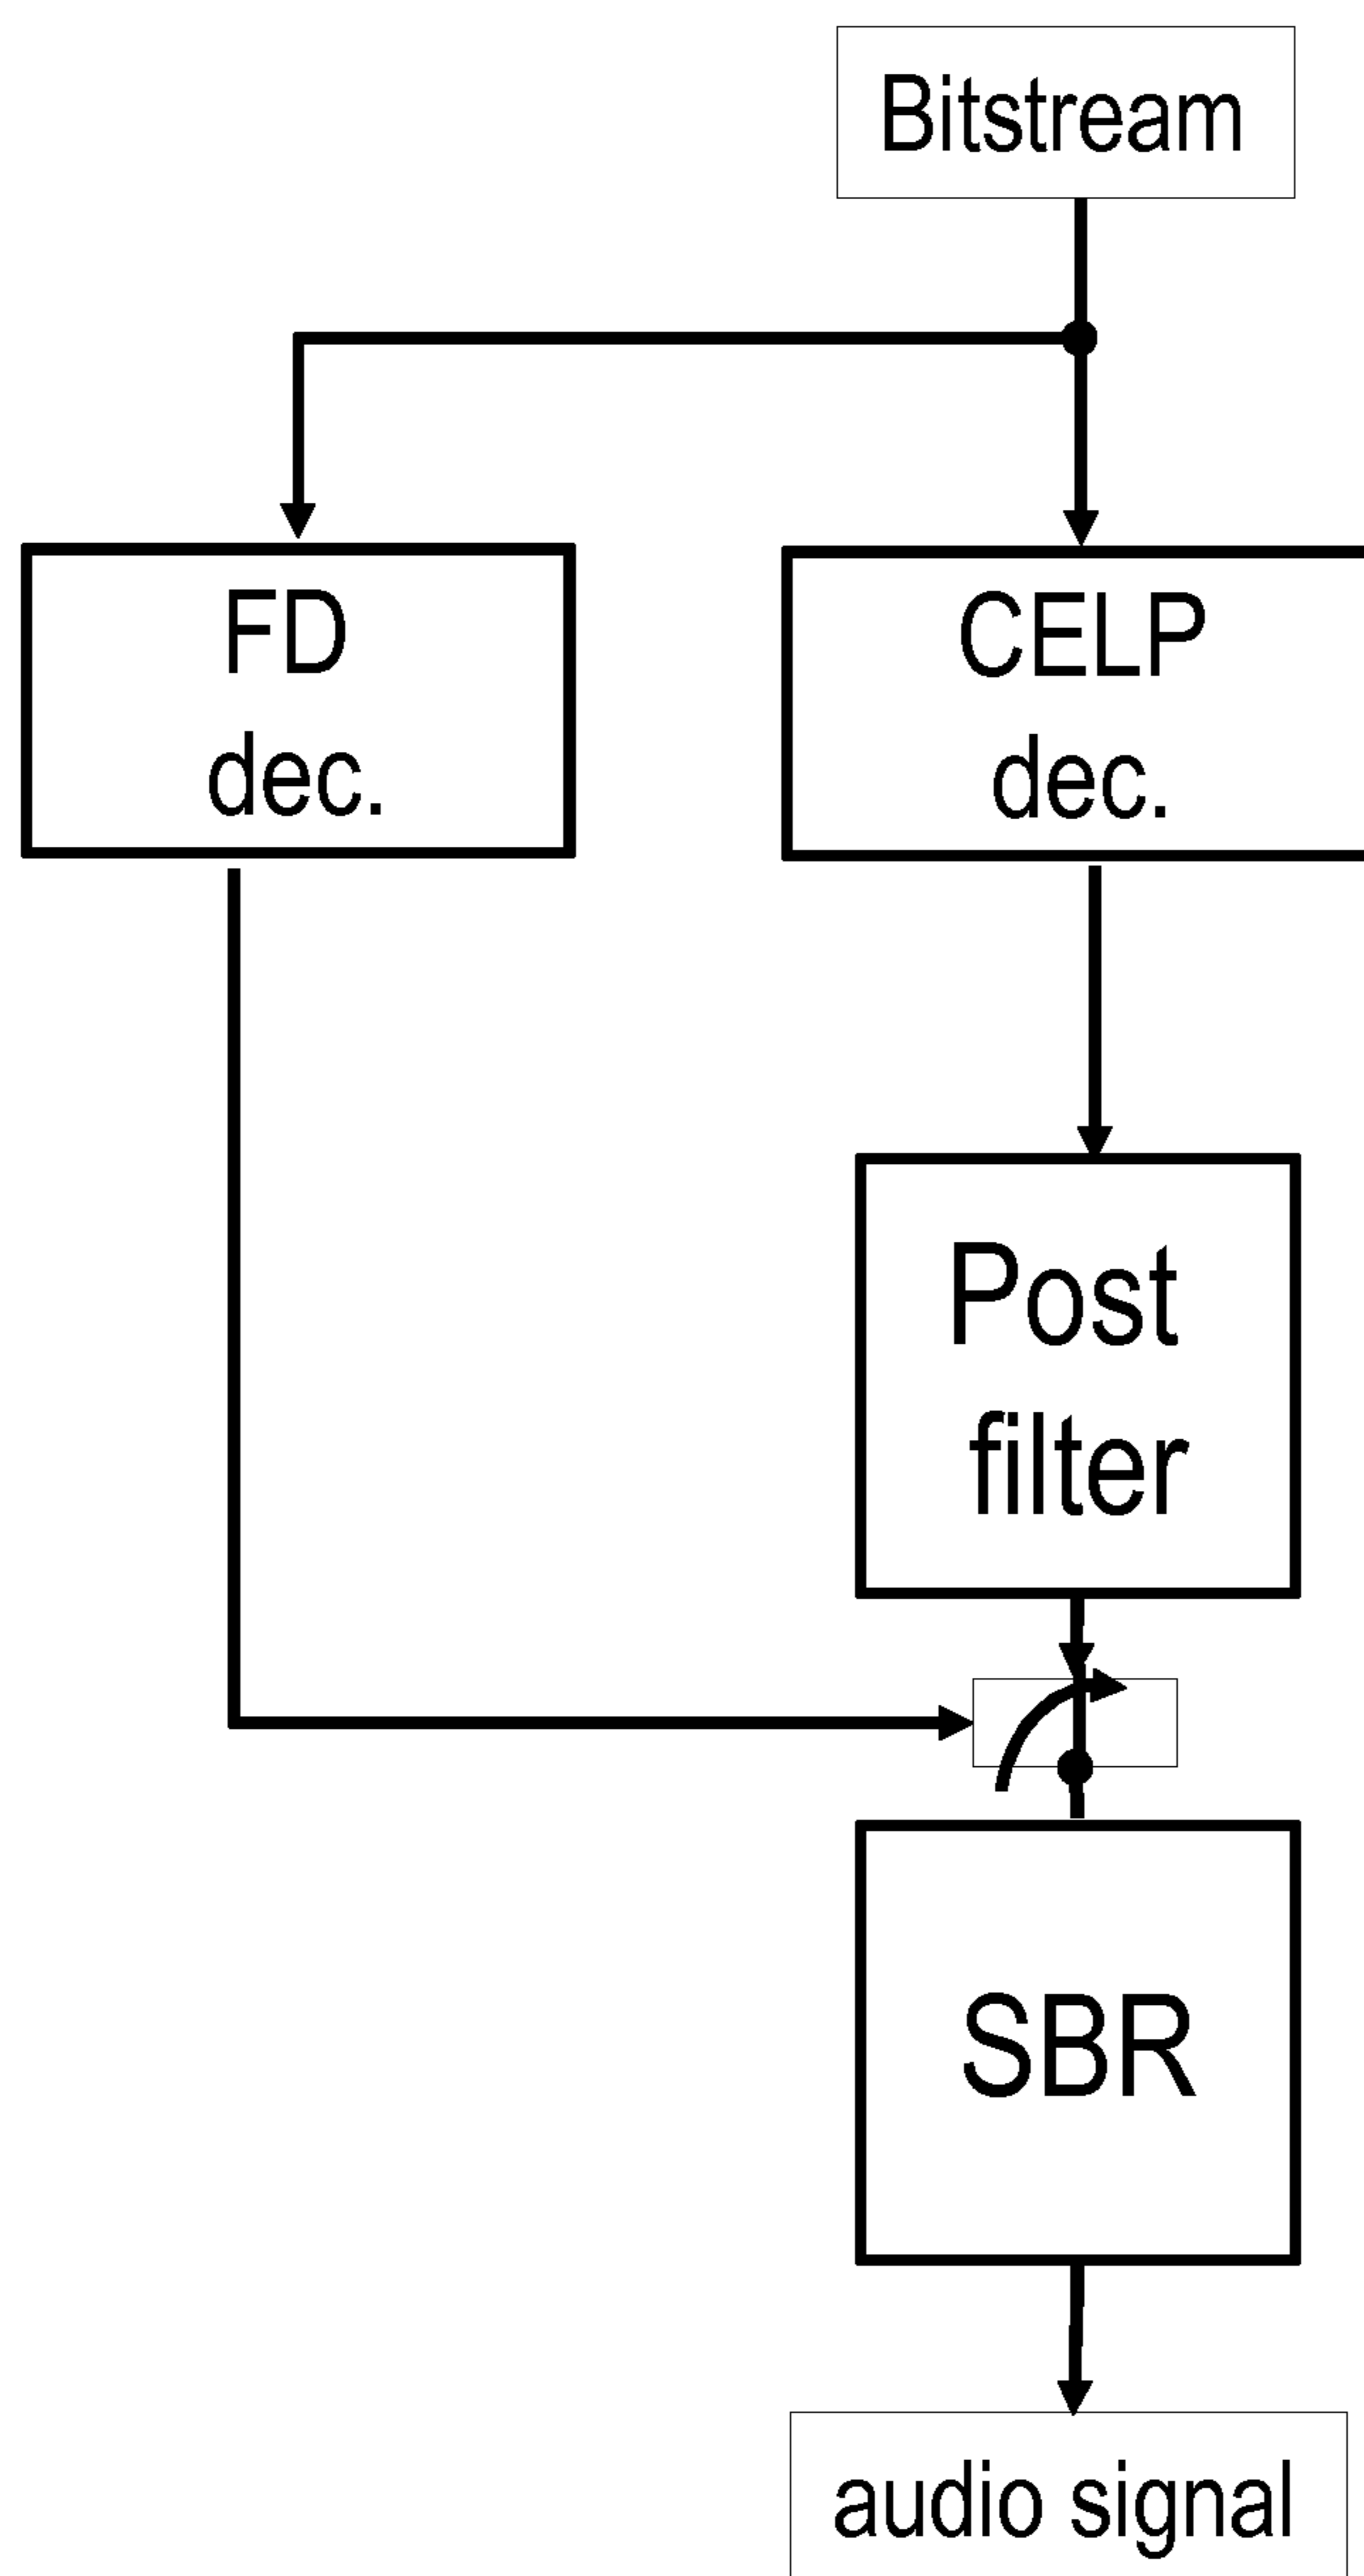 Bitstream
FD
dec.
CELP
dec.
Post
filter
SBR
audio signal